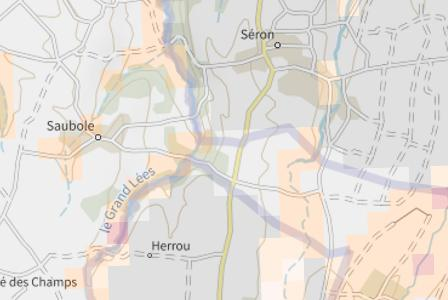 Séron
Saubole
le Grand Lées
Herrou
é des Champs